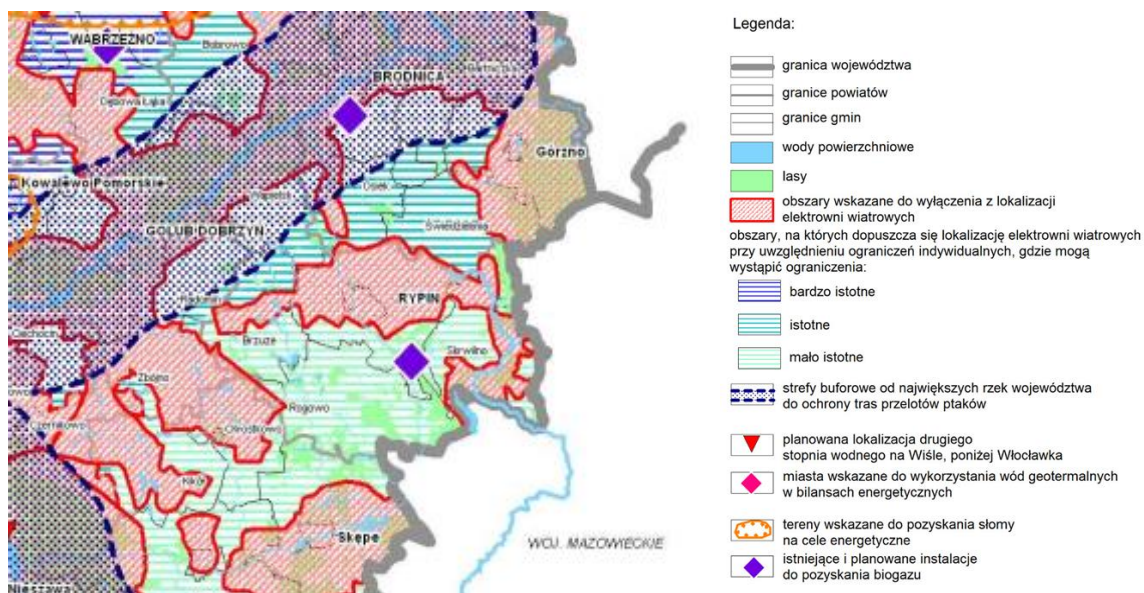 WĄBRZEŹNO
Bobrowo
BRODNICA
Bartniczka
Dębowa Łąka
Górzno
Kowalewo Pomorskie
Osiek
GOLUB-DOBRZYŃ
Świedziebnia
Radomin
RYPIN
Brzuze
Skrwilno
Ciechocin
Zbójno
Rogowo
Czernikowo
Chrostkowo
Kikół
Skępe
WOJ. MAZOWIECKIE
Nieszawa
Legenda:
granica województwa
granice powiatów
granice gmin
wody powierzchniowe
lasy
obszary wskazane do wyłączenia z lokalizacji
elektrowni wiatrowych
obszary, na których dopuszcza się lokalizację elektrowni wiatrowych
przy uwzględnieniu ograniczeń indywidualnych, gdzie mogą
wystąpić ograniczenia:
bardzo istotne
istotne
mało istotne
strefy buforowe od największych rzek województwa
do ochrony tras przelotów ptaków
planowana lokalizacja drugiego
stopnia wodnego na Wiśle, poniżej Włocławka
miasta wskazane do wykorzystania wód geotermalnych
w bilansach energetycznych
tereny wskazane do pozyskania słomy
na cele energetyczne
istniejące i planowane instalacje
do pozyskania biogazu